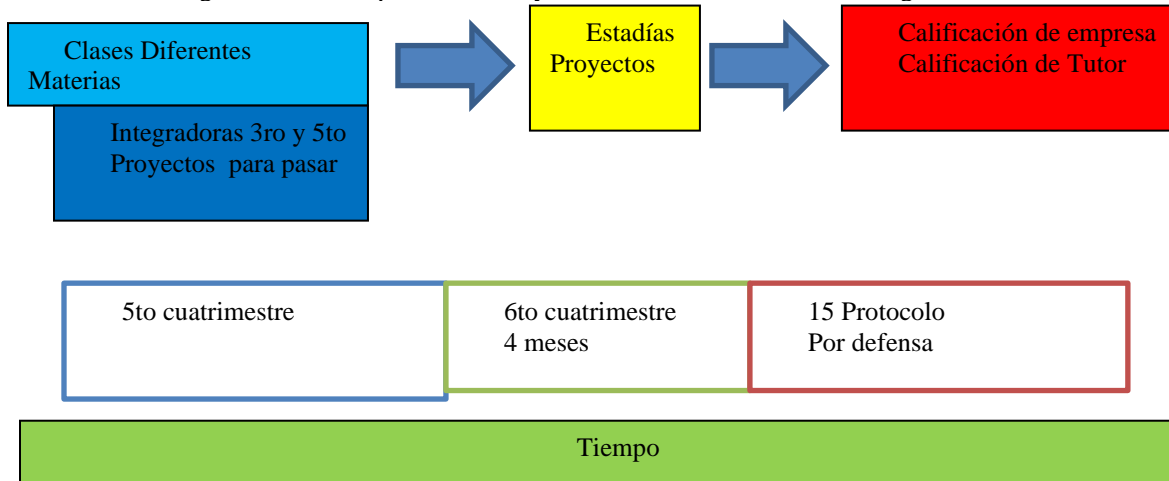 Clases Diferentes
Materias
Integradoras 3ro y 5to
Proyectos para pasar
Estadías
Proyectos
Calificación de empresa
Calificación de Tutor
5to cuatrimestre
6to cuatrimestre
4 meses
15 Protocolo
Por defensa
Tiempo